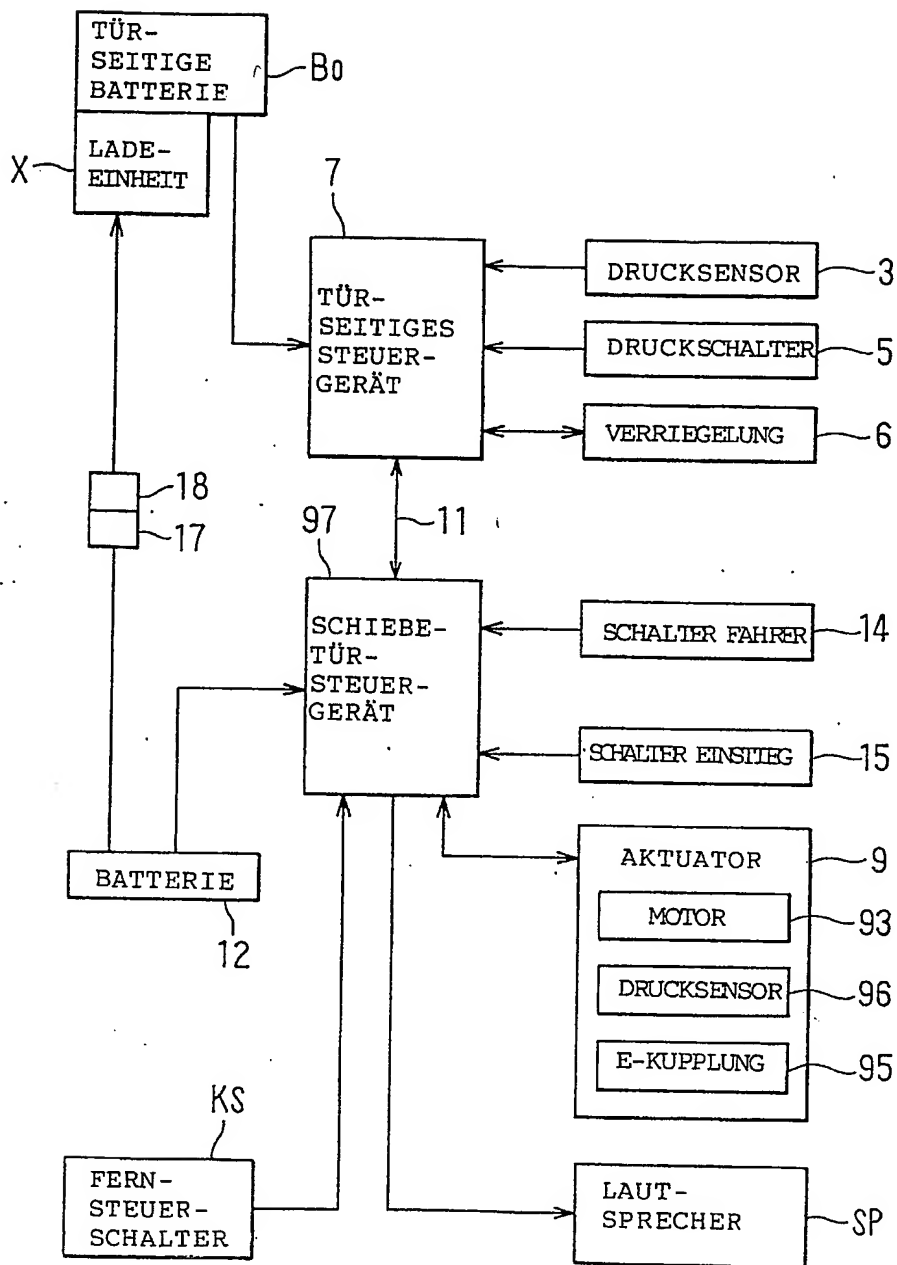 TÜR-
SEITIGE
BATTERIE
B0
LADE-
EINHEIT
X
7
TÜR-
SEITIGES
STEUER-
GERÄT
DRUCKSENSOR
3
DRUCKSCHALTER
5
VERRIEGELUNG
6
18
17
11
97
SCHIEBE-
TÜR-
STEUER-
GERÄT
SCHALTER FAHRER
14
SCHALTER EINSTIEG
15
BATTERIE
12
AKTUATOR
9
MOTOR
93
DRUCKSENSOR
96
E-KUPPLUNG
95
KS
FERN-
STEUER-
SCHALTER
LAUT-
SPRECHER
SP